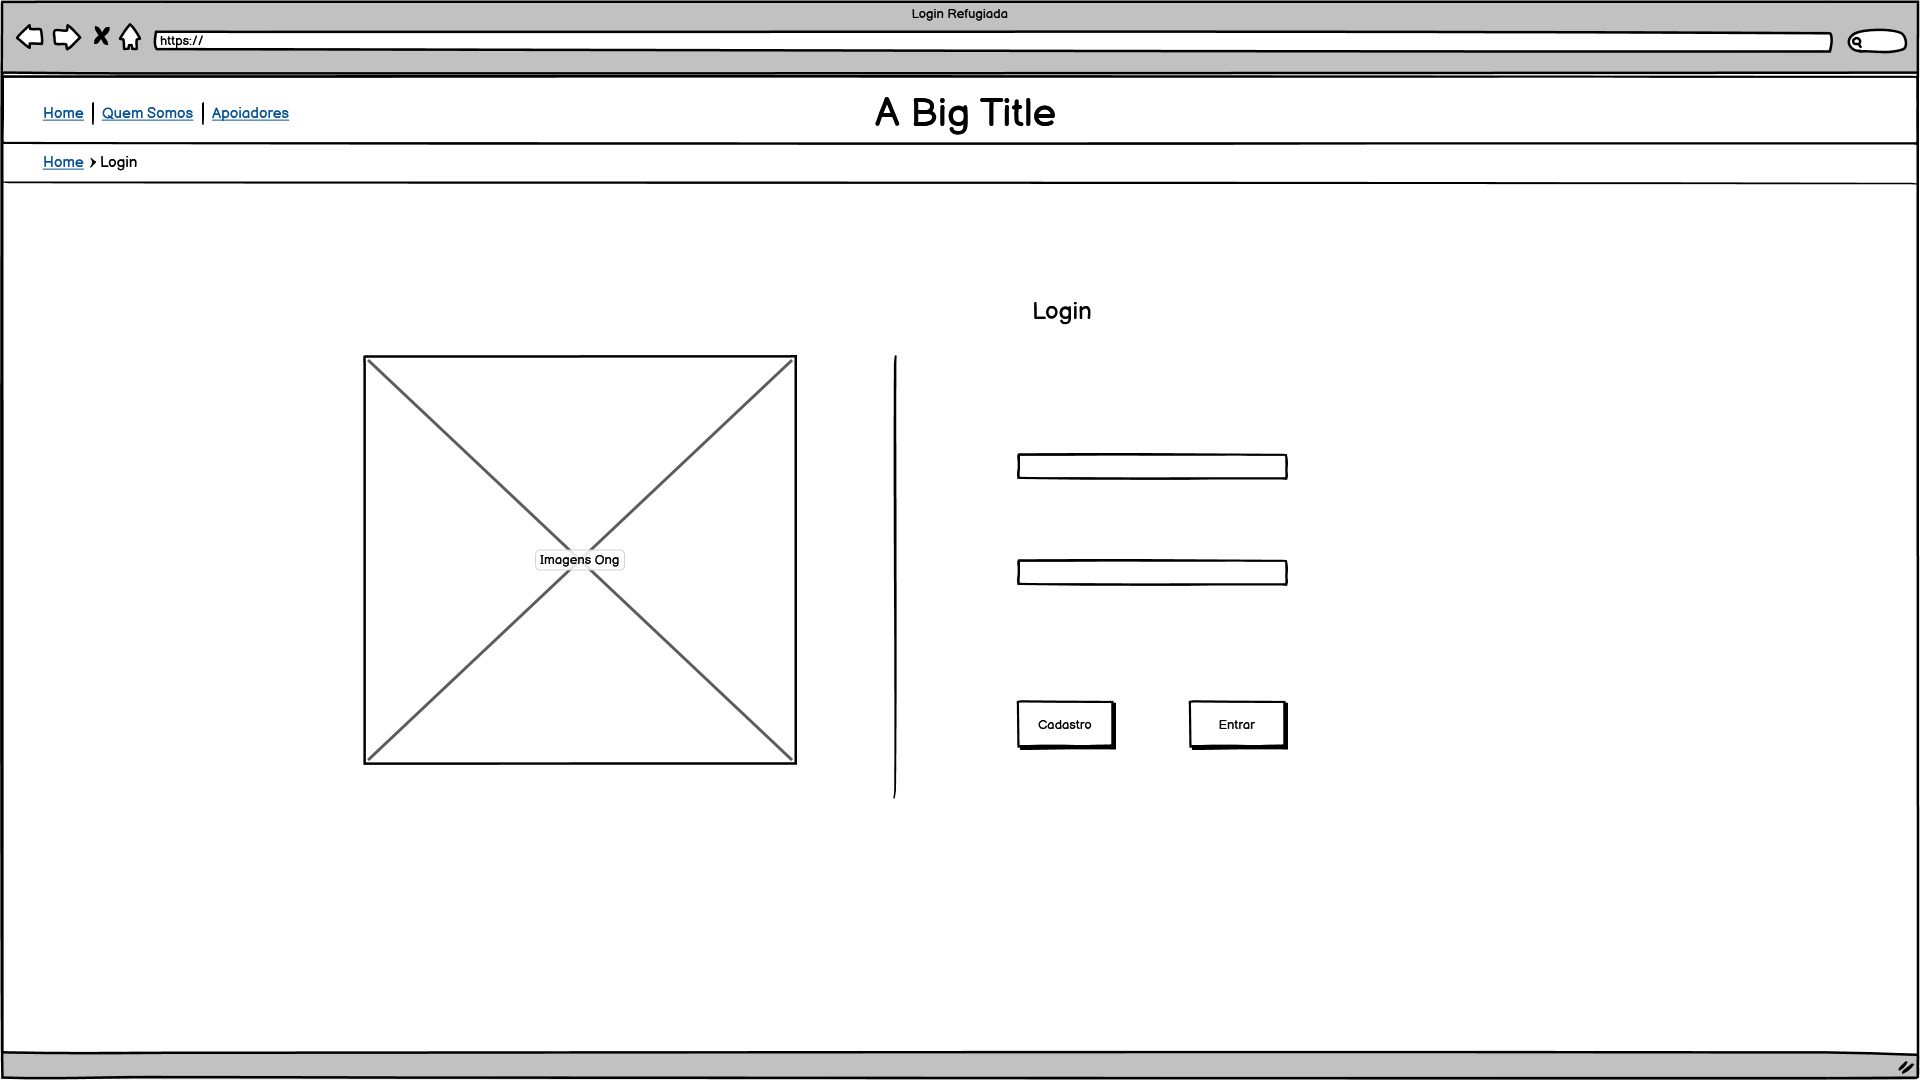 Login Refugiada
https://
Home Quem Somos Apoiadores
A Big Title
Home Login
Login
Imagens Ong
Cadastro Entrar